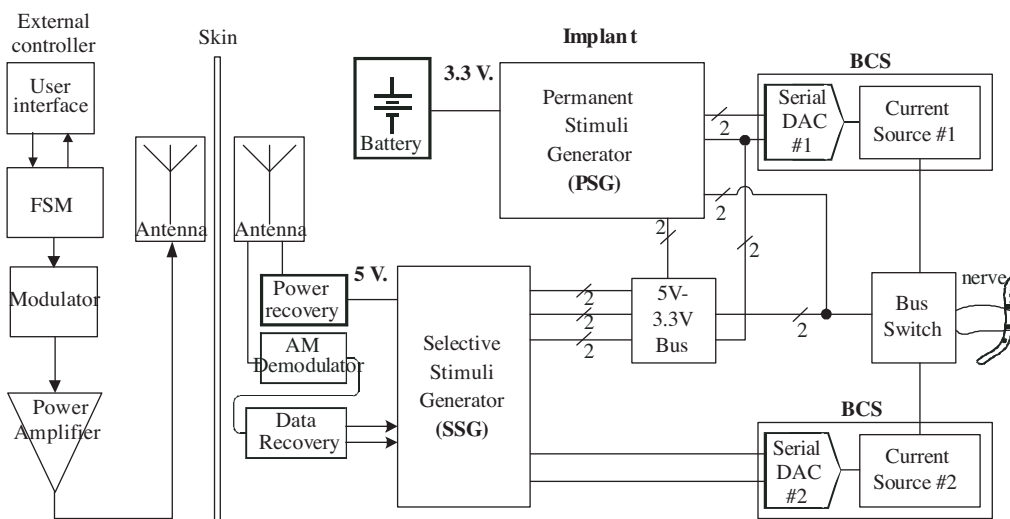 External
controller
User
interface
FSM
Modulator
Power
Amplifier
Skin
Antenna
Antenna
Implant
3.3 V.
Battery
Permanent
Stimuli
Generator
(PSG)
2
2
2
2
2
BCS
Serial
DAC
#1
Current
Source #1
5 V.
Power
recovery
AM
Demodulator
Data
Recovery
Selective
Stimuli
Generator
(SSG)
2
2
2
5V-
3.3V
Bus
2
Bus
Switch
nerve
BCS
Serial
DAC
#2
Current
Source #2